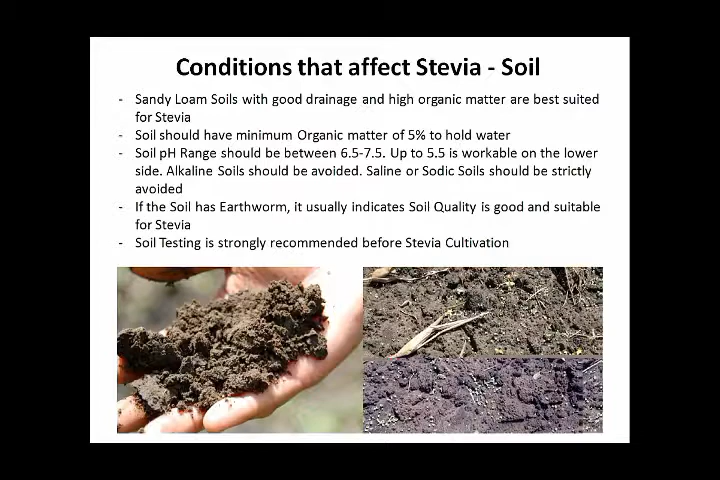 Conditions that affect Stevia - Soil
- Sandy Loam Soils with good drainage and high organic matter are best suited
for Stevia
- Soil should have minimum Organic matter of 5% to hold water
- Soil pH Range should be between 6.5-7.5. Up to 5.5 is workable on the lower
side. Alkaline Soils should be avoided. Saline or Sodic Soils should be strictly
avoided
- If the Soil has Earthworm, it usually indicates Soil Quality is good and suitable
for Stevia
- Soil Testing is strongly recommended before Stevia Cultivation